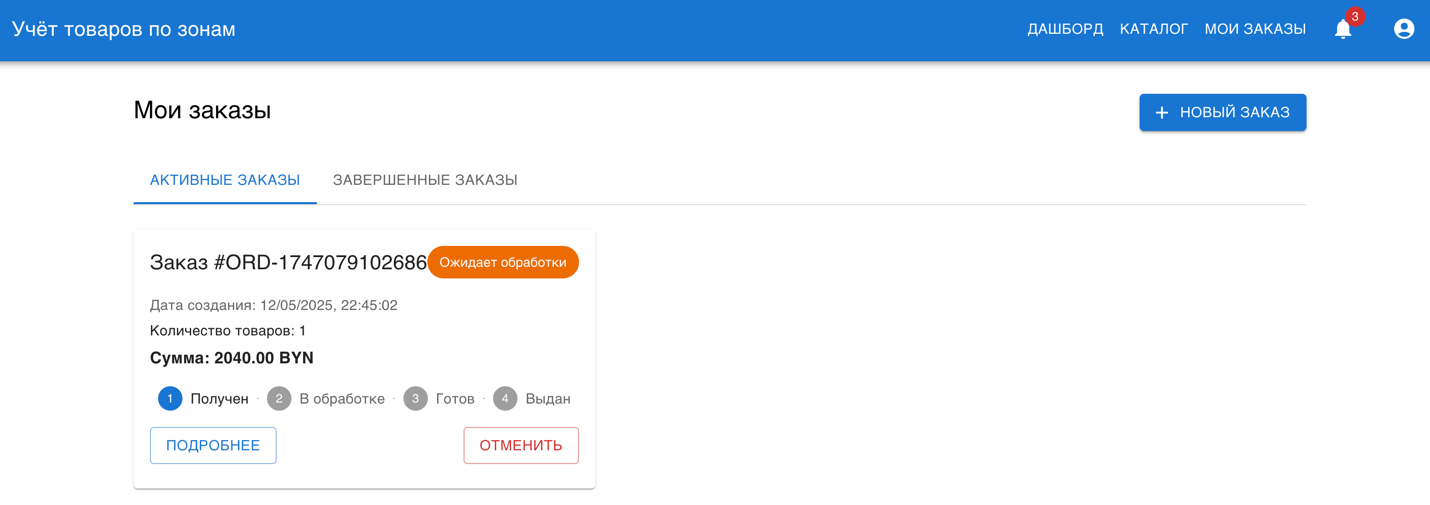 Учёт товаров по зонам
ДАШБОРД КАТАЛОГ МОИ ЗАКАЗЫ 3
Мои заказы
+ НОВЫЙ ЗАКАЗ
АКТИВНЫЕ ЗАКАЗЫ ЗАВЕРШЕННЫЕ ЗАКАЗЫ
Заказ #ORD-1747079102686 Ожидает обработки
Дата создания: 12/05/2025, 22:45:02
Количество товаров: 1
Сумма: 2040.00 BYN
1 Получен 2 В обработке 3 Готов 4 Выдан
ПОДРОБНЕЕ ОТМЕНИТЬ